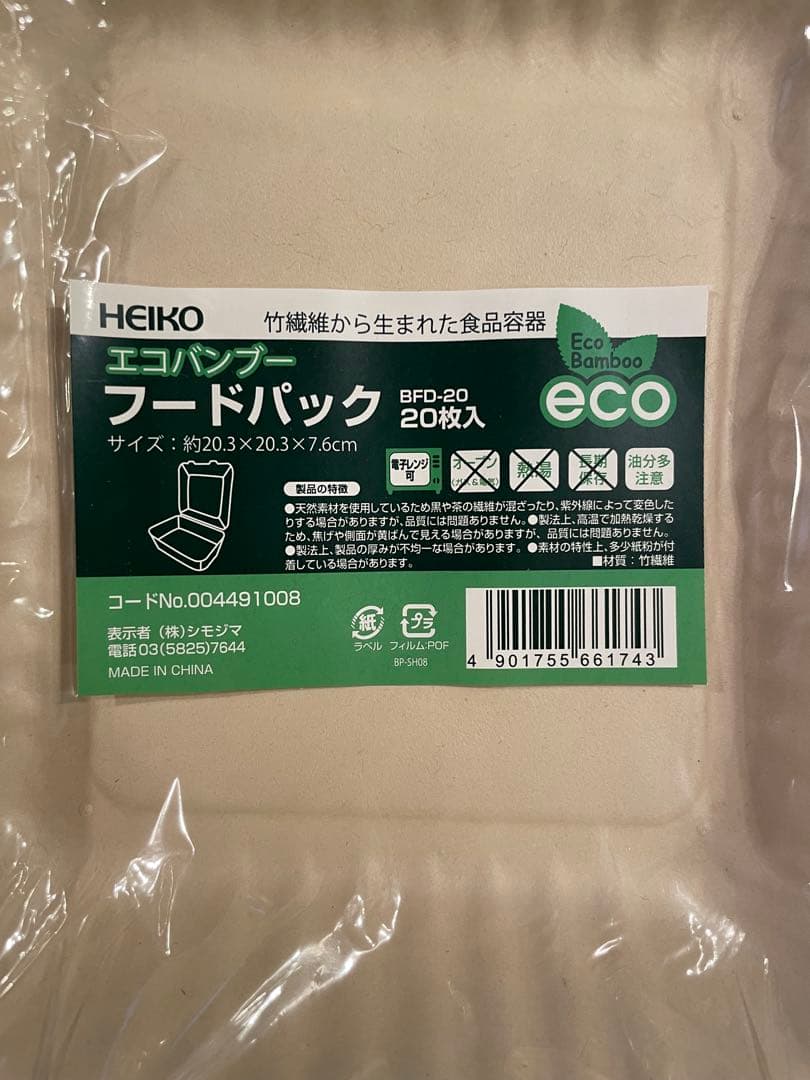 HEIKO
竹繊維から生まれた食品容器
Eco
Bamboo
eco
エコバンブー
フードパック
BFD-20
20枚入
サイズ:約20.3×20.3×7.6cm
電子レンジ
可
オーブン
(ガス&電気)
熱湯
長期
保存
油分多
注意
製品の特徴
●天然素材を使用しているため黒や茶の繊維が混ざったり、紫外線によって変色した
りする場合がありますが、品質には問題ありません。●製法上、高温で加熱乾燥する
ため、焦げや側面が黄ばんで見える場合がありますが、品質には問題ありません。
●製法上、製品の厚みが不均一な場合があります。●素材の特性上、多少紙粉が付
着している場合があります。
■材質:竹繊維
コードNo.004491008
表示者 (株)シモジマ
電話03(5825)7644
MADE IN CHINA
紙
ラベル
プラ
フィルム:POF
BP-SH08
4 901755 661743